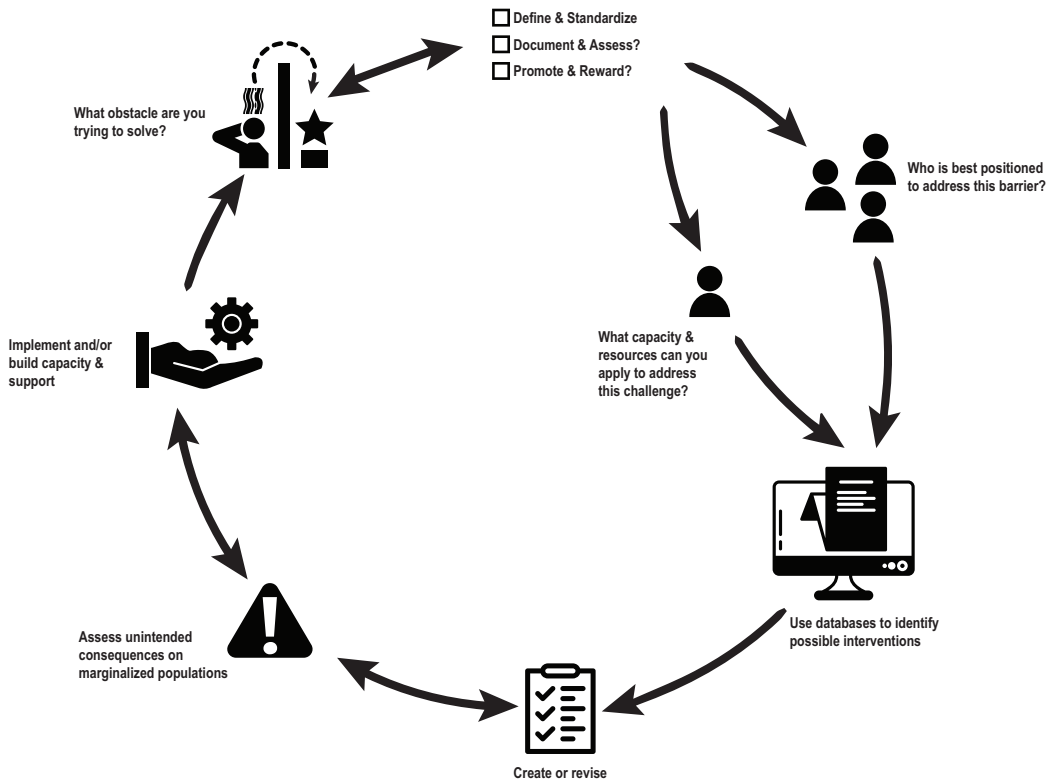 Define & Standardize
Document & Assess?
Promote & Reward?
What obstacle are you
trying to solve?
Who is best positioned
to address this barrier?
What capacity &
resources can you
apply to address
this challenge?
Implement and/or
build capacity &
support
Use databases to identify
possible interventions
Assess unintended
consequences on
marginalized populations
Create or revise